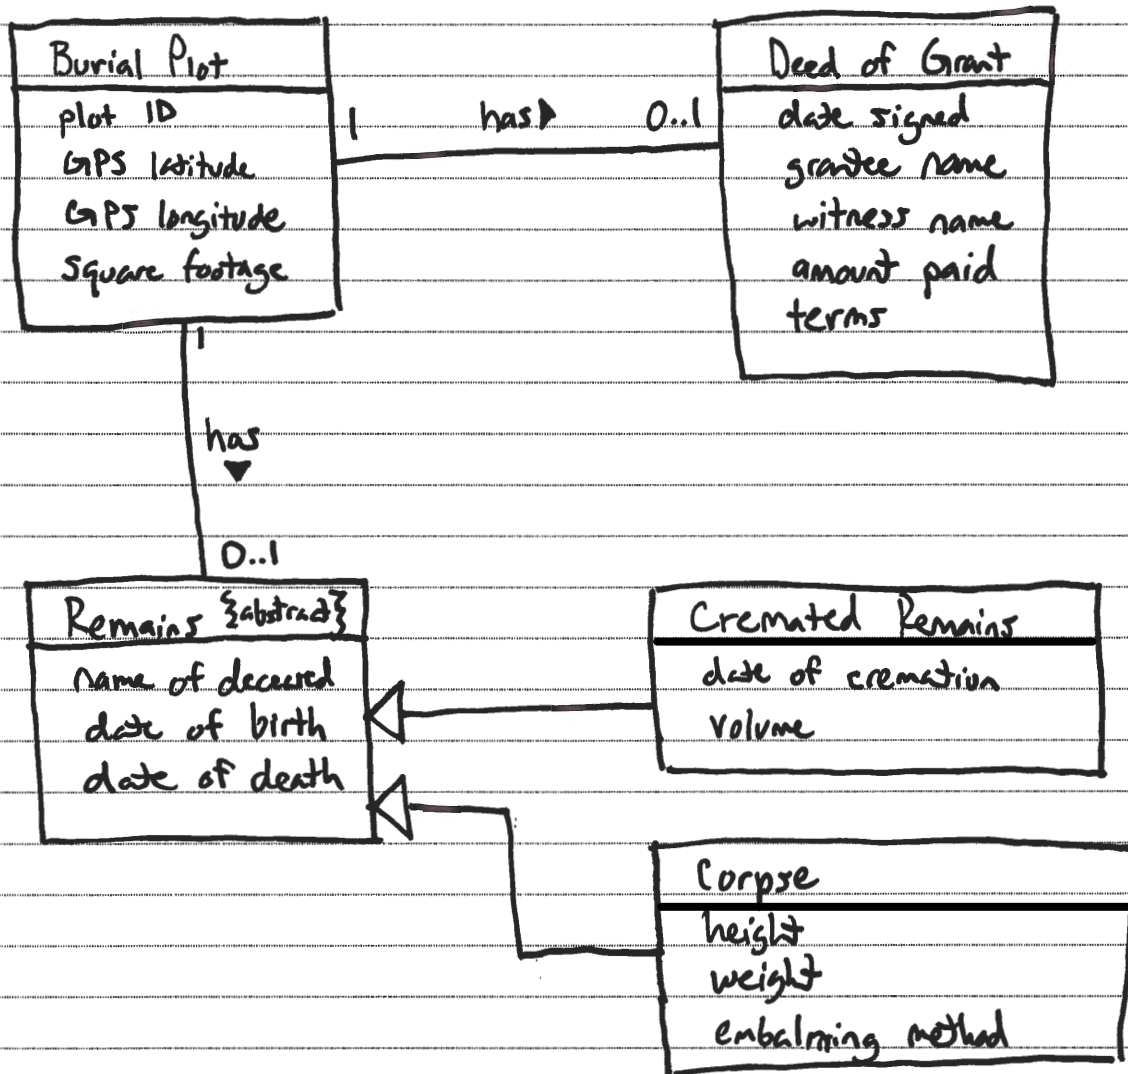 Burial Plot
plot ID
GPS latitude
GPS longitude
square footage
1
has
0..1
Deed of Grant
date signed
grantee name
witness name
amount paid
terms
1
has
0..1
Remains {abstract}
name of deceased
date of birth
date of death
Cremated Remains
date of cremation
volume
Corpse
height
weight
embalming method